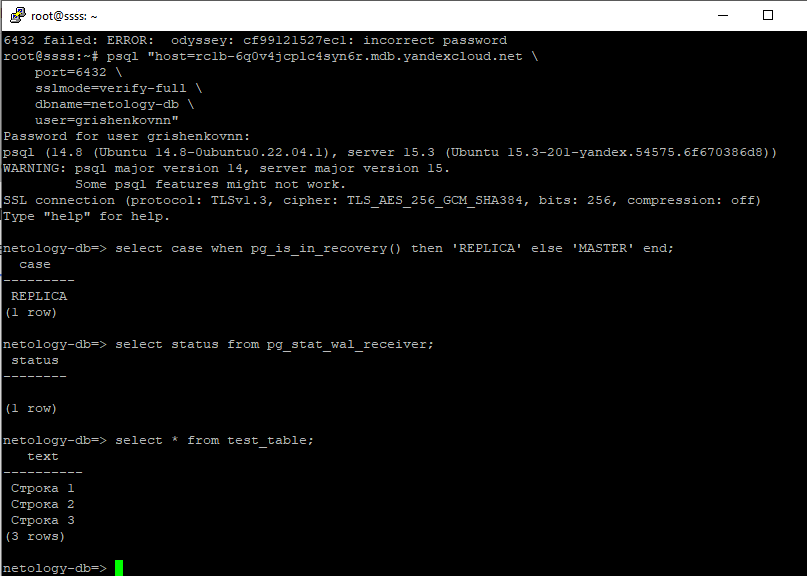 root@ssss: ~
6432 failed: ERROR:  odyssey: cf99121527ec1: incorrect password
root@ssss:~# psql "host=rc1b-6q0v4jcplc4syn6r.mdb.yandexcloud.net \
    port=6432 \
    sslmode=verify-full \
    dbname=netology-db \
    user=grishenkovnn"
Password for user grishenkovnn:
psql (14.8 (Ubuntu 14.8-0ubuntu0.22.04.1), server 15.3 (Ubuntu 15.3-201-yandex.54575.6f670386d8))
WARNING: psql major version 14, server major version 15.
         Some psql features might not work.
SSL connection (protocol: TLSv1.3, cipher: TLS_AES_256_GCM_SHA384, bits: 256, compression: off)
Type "help" for help.
netology-db=> select case when pg_is_in_recovery() then 'REPLICA' else 'MASTER' end;
  case
---------
 REPLICA
(1 row)
netology-db=> select status from pg_stat_wal_receiver;
 status
--------
(1 row)
netology-db=> select * from test_table;
   text
----------
 Строка 1
 Строка 2
 Строка 3
(3 rows)
netology-db=>